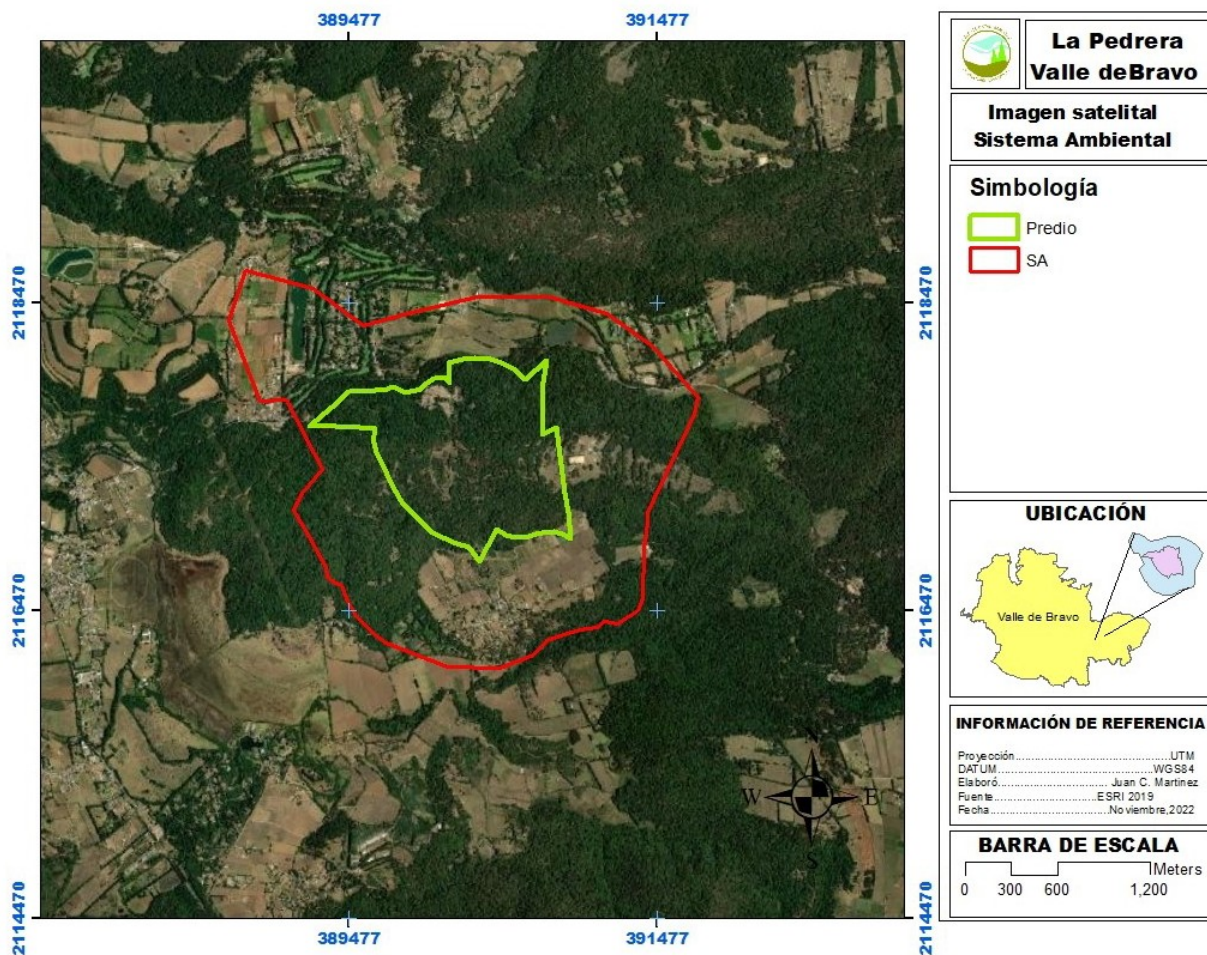 389477
391477
2118470
2118470
2116470
2116470
2114470
2114470
389477
391477
N
W
E
S
La Pedrera
Valle deBravo
Imagen satelital
Sistema Ambiental
Simbología
Predio
SA
UBICACIÓN
Valle de Bravo
INFORMACIÓN DE REFERENCIA
Proyección.....................................UTM
DATUM....................................WGS84
Elaboró........................... Juan C. Martinez
Fuente...........................ESRI 2019
Fecha...............................Noviembre,2022
BARRA DE ESCALA
Meters
0 300 600 1,200